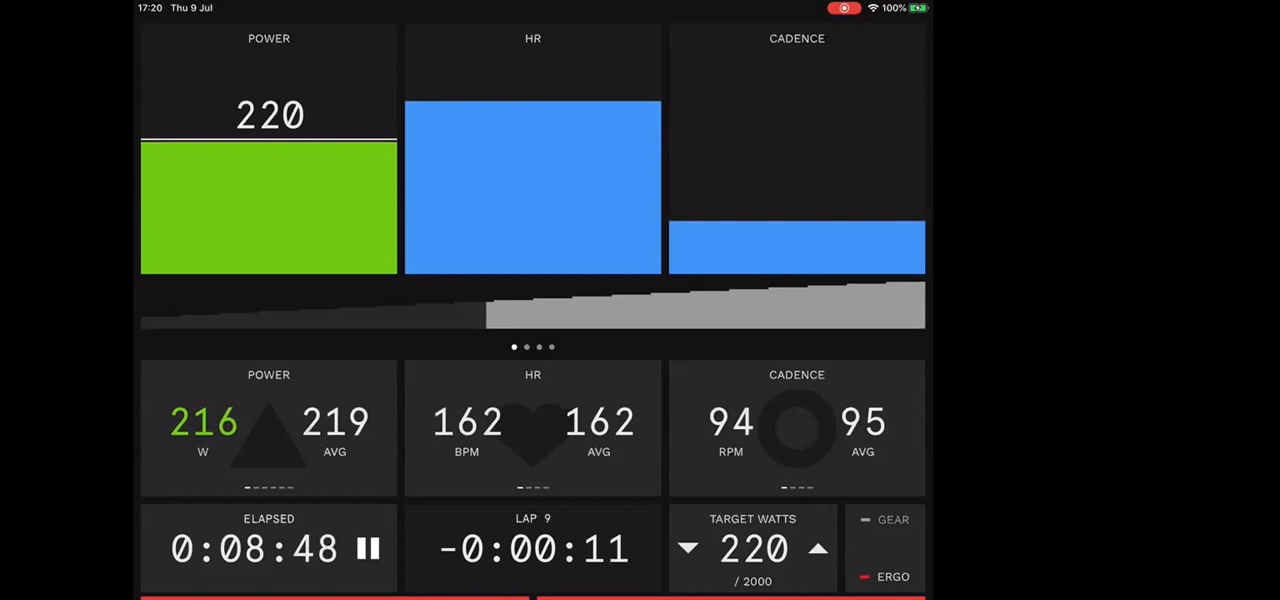 17:20 Thu 9 Jul 100%
POWER HR CADENCE
220
POWER HR CADENCE
216 219 162 162 94 95
W AVG BPM AVG RPM AVG
ELAPSED LAP 9 TARGET WATTS GEAR
0:08:48 -0:00:11 220
/ 2000 ERGO